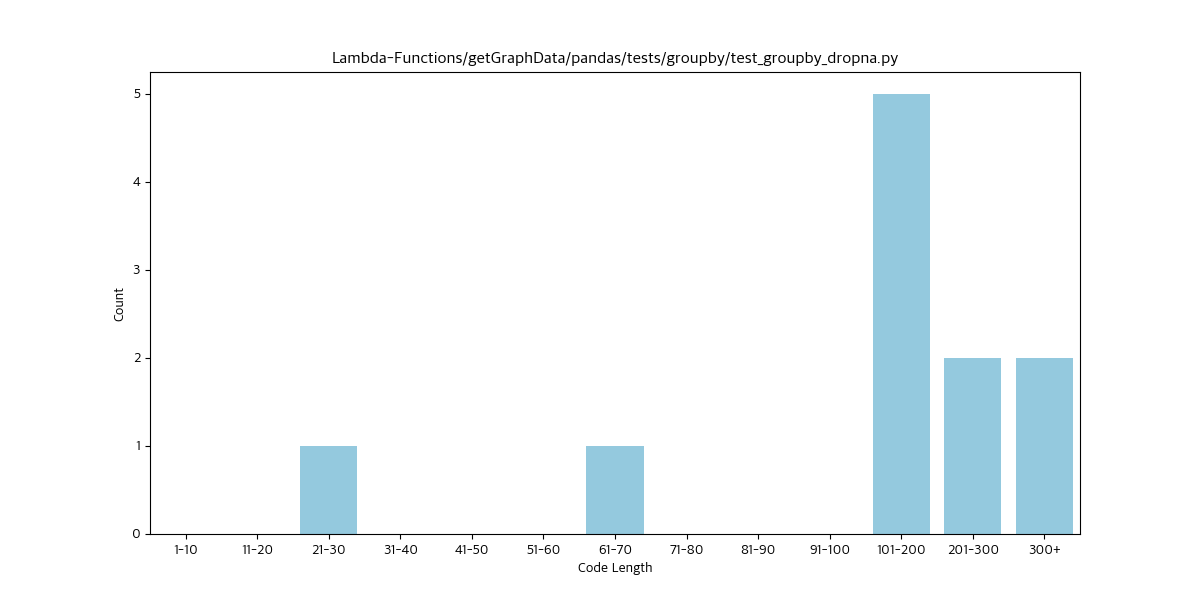 Lambda-Functions/getGraphData/pandas/tests/groupby/test_groupby_dropna.py
5
4
3
2
1
0
Count
1-10 11-20 21-30 31-40 41-50 51-60 61-70 71-80 81-90 91-100 101-200 201-300 300+
Code Length